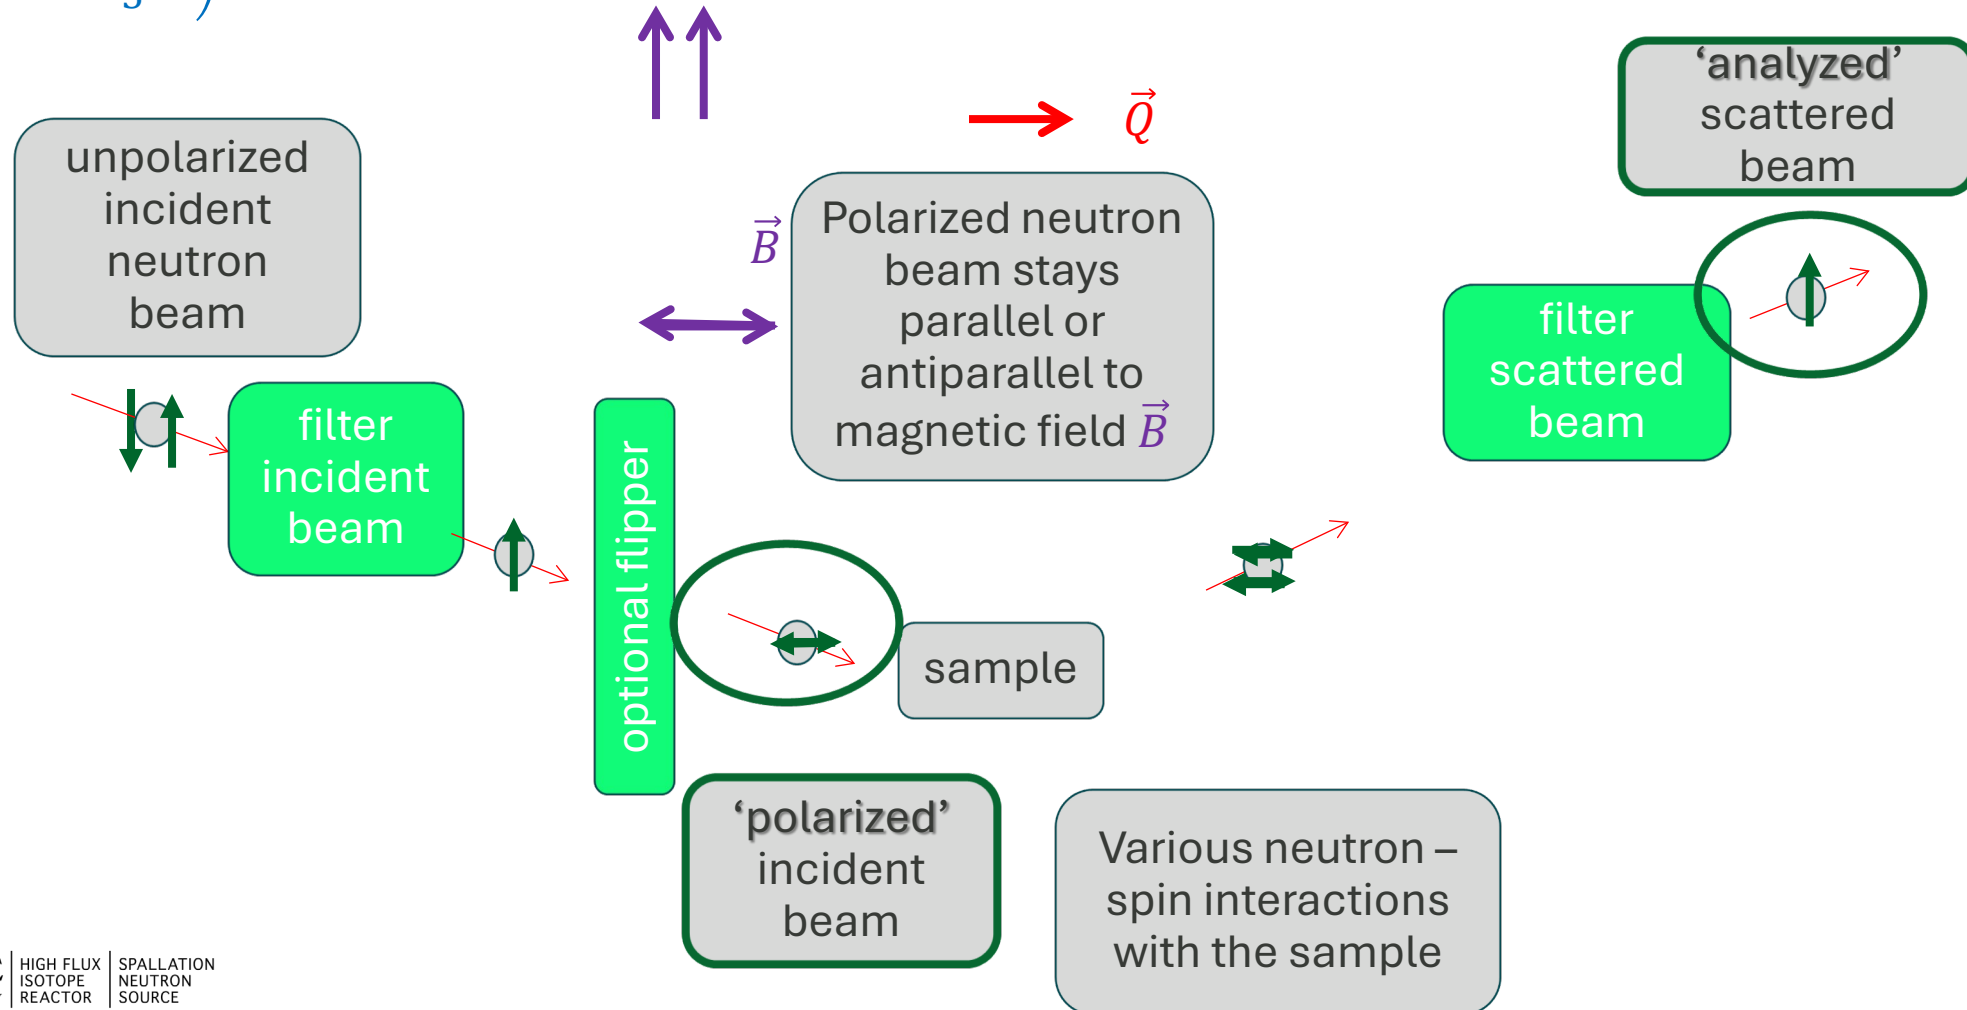 unpolarized
incident
neutron
beam
filter
incident
beam
optional flipper
B⃗
Q⃗
Polarized neutron
beam stays
parallel or
antiparallel to
magnetic field B⃗
sample
'polarized'
incident
beam
Various neutron –
spin interactions
with the sample
filter
scattered
beam
‘analyzed’
scattered
beam
HIGH FLUX
ISOTOPE
REACTOR
SPALLATION
NEUTRON
SOURCE